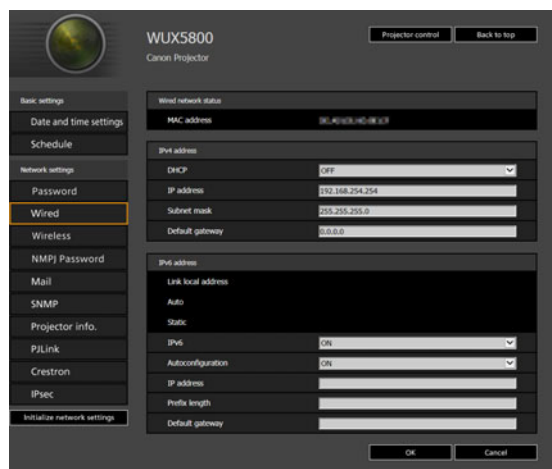 WUX5800
Canon Projector
Projector control
Back to top
Basic settings
Date and time settings
Schedule
Network settings
Password
Wired
Wireless
NMPJ Password
Mail
SNMP
Projector info.
PJLink
Crestron
IPsec
Initialize network settings
Wired network status
MAC address
IPv4 address
DHCP OFF
IP address 192.168.254.254
Subnet mask 255.255.255.0
Default gateway 0.0.0.0
IPv6 address
Link local address
Auto
Static
IPv6 ON
Autoconfiguration ON
IP address
Prefix length
Default gateway
OK
Cancel